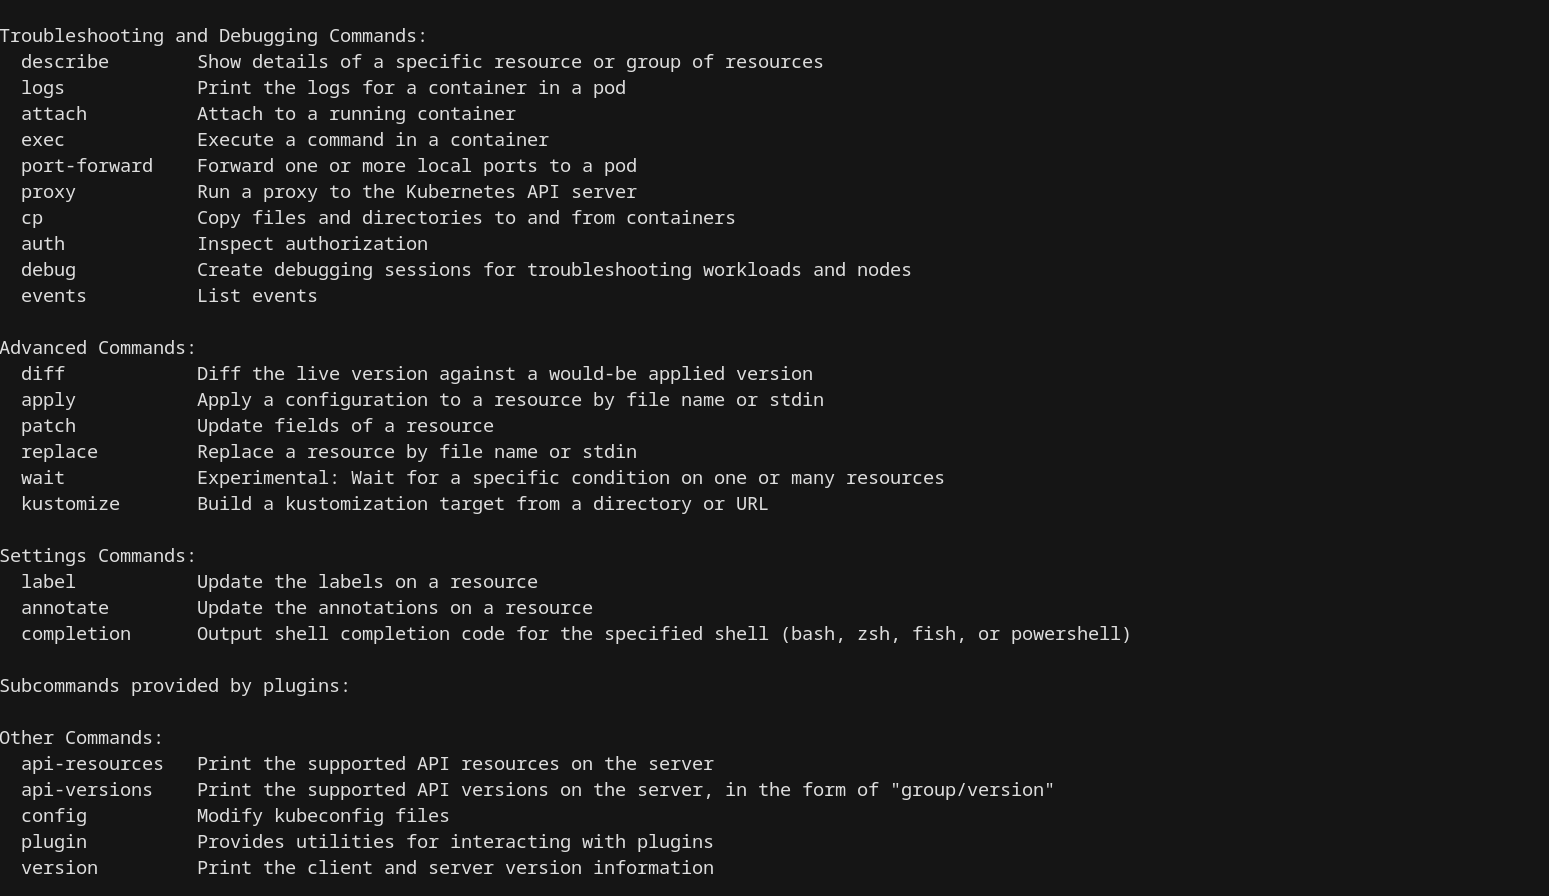 Troubleshooting and Debugging Commands:
  describe        Show details of a specific resource or group of resources
  logs            Print the logs for a container in a pod
  attach          Attach to a running container
  exec            Execute a command in a container
  port-forward    Forward one or more local ports to a pod
  proxy           Run a proxy to the Kubernetes API server
  cp              Copy files and directories to and from containers
  auth            Inspect authorization
  debug           Create debugging sessions for troubleshooting workloads and nodes
  events          List events

Advanced Commands:
  diff            Diff the live version against a would-be applied version
  apply           Apply a configuration to a resource by file name or stdin
  patch           Update fields of a resource
  replace         Replace a resource by file name or stdin
  wait            Experimental: Wait for a specific condition on one or many resources
  kustomize       Build a kustomization target from a directory or URL

Settings Commands:
  label           Update the labels on a resource
  annotate        Update the annotations on a resource
  completion      Output shell completion code for the specified shell (bash, zsh, fish, or powershell)

Subcommands provided by plugins:

Other Commands:
  api-resources   Print the supported API resources on the server
  api-versions    Print the supported API versions on the server, in the form of "group/version"
  config          Modify kubeconfig files
  plugin          Provides utilities for interacting with plugins
  version         Print the client and server version information